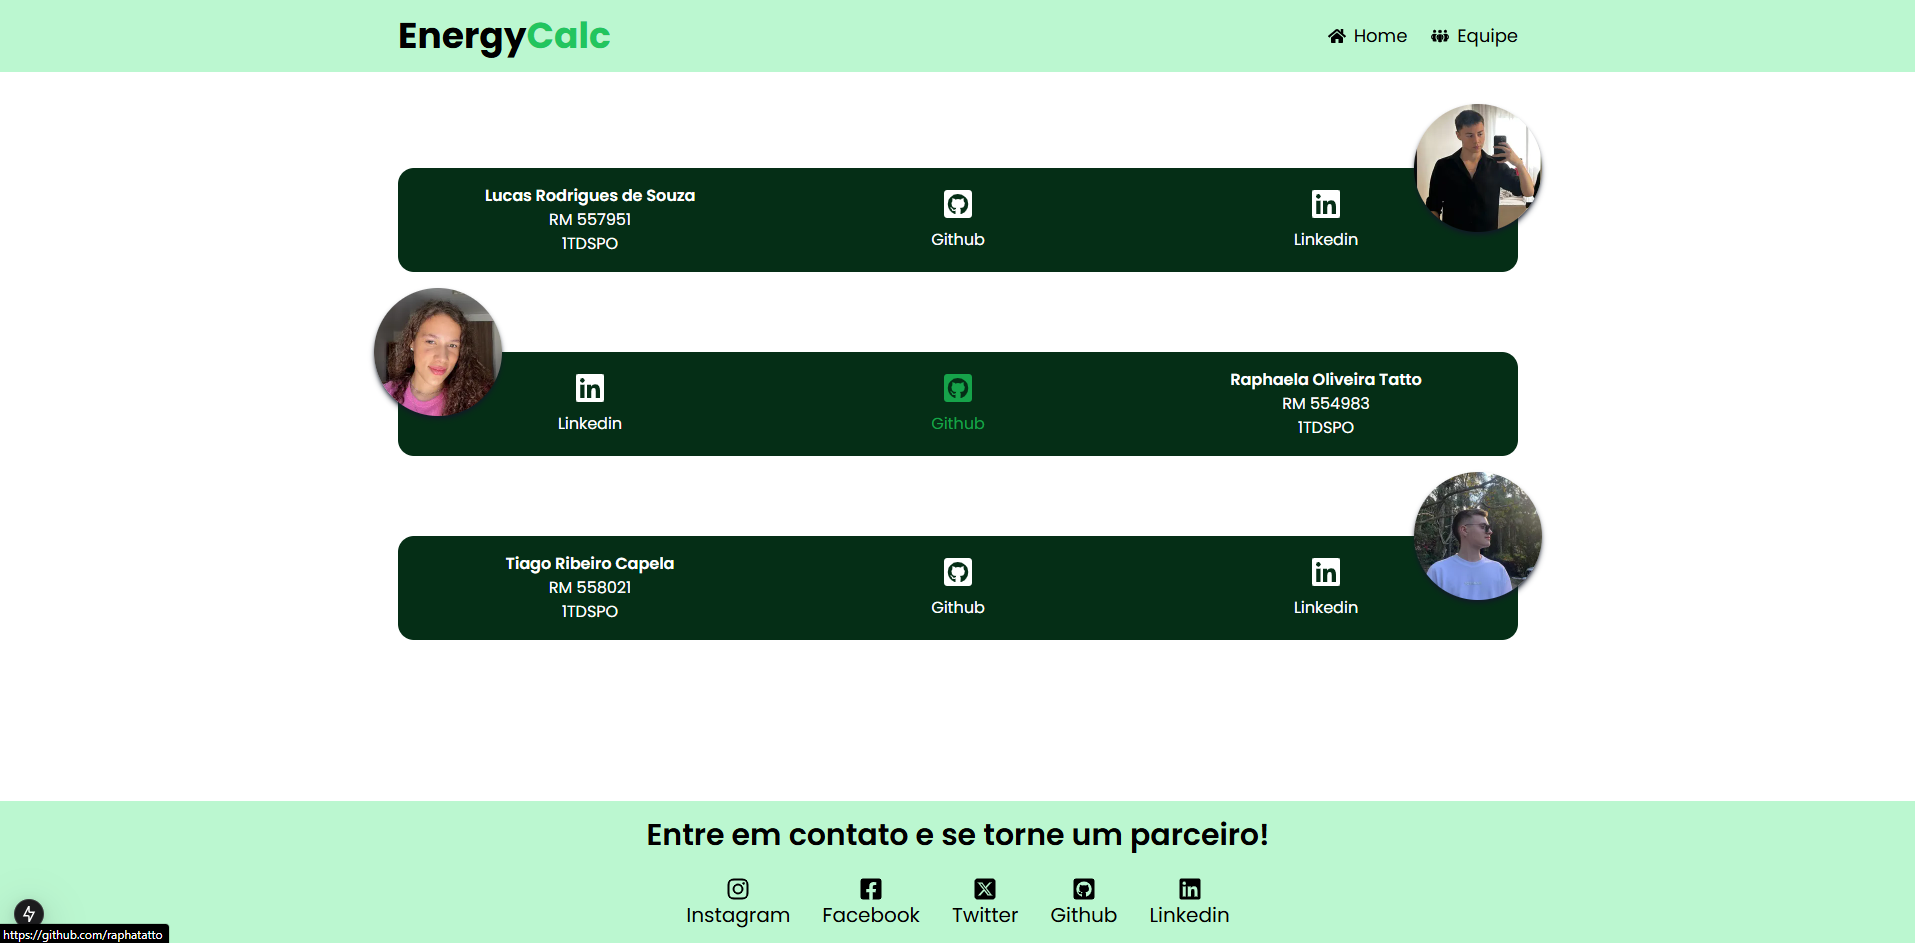 EnergyCalc
Home
Equipe
Lucas Rodrigues de Souza
RM 557951
1TDSPO
Github
Linkedin
Linkedin
Github
Raphaela Oliveira Tatto
RM 554983
1TDSPO
Tiago Ribeiro Capela
RM 558021
1TDSPO
Github
Linkedin
Entre em contato e se torne um parceiro!
Instagram
Facebook
Twitter
Github
Linkedin
https://github.com/raphatatto